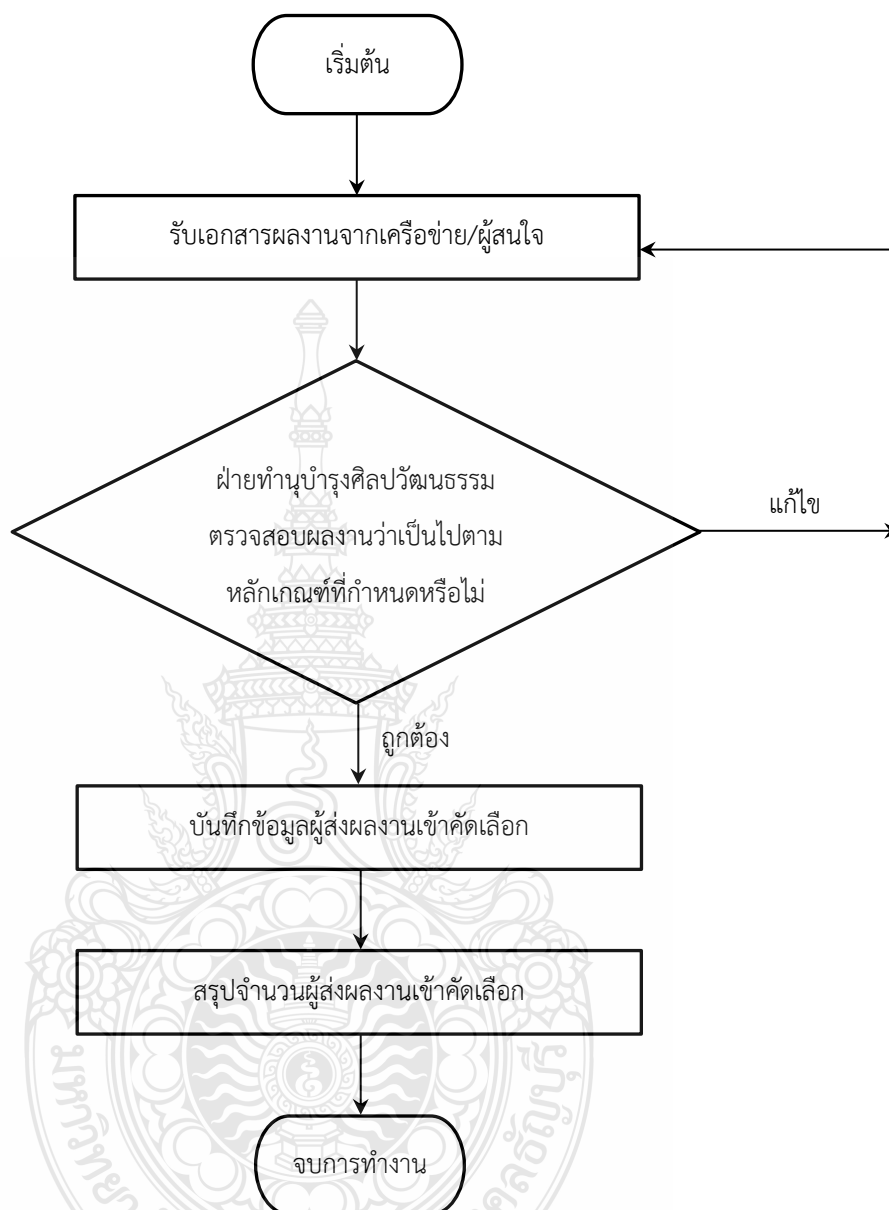 เริ่มต้น
รับเอกสารผลงานจากเครือข่าย/ผู้สนใจ
ฝ่ายทำนุบำรุงศิลปวัฒนธรรม
ตรวจสอบผลงานว่าเป็นไปตาม
หลักเกณฑ์ที่กำหนดหรือไม่
แก้ไข
ถูกต้อง
บันทึกข้อมูลผู้ส่งผลงานเข้าคัดเลือก
สรุปจำนวนผู้ส่งผลงานเข้าคัดเลือก
จบการทำงาน